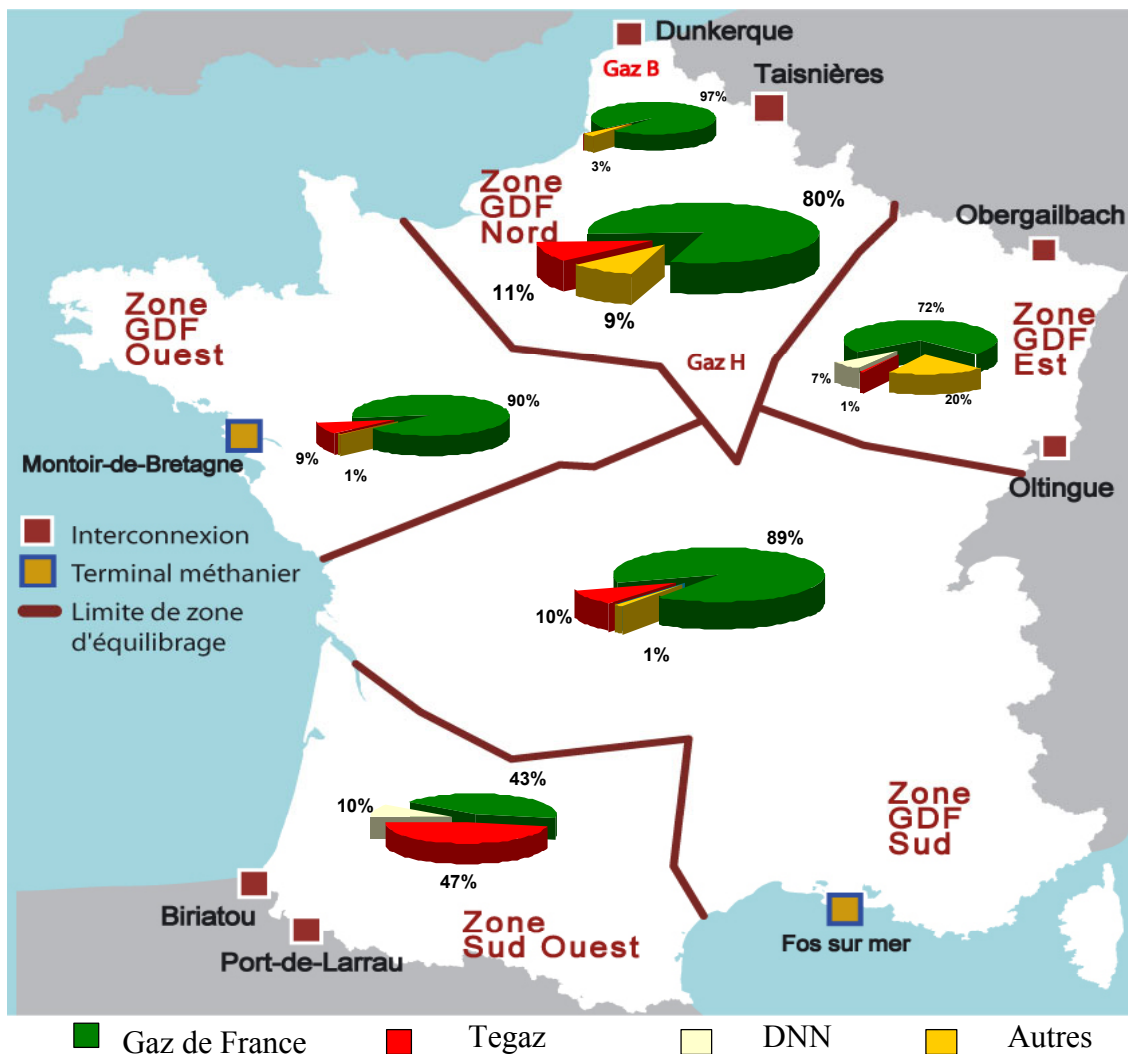 Dunkerque
Gaz B
Taisnières
97%
3%
Zone
GDF
Nord
80%
11%
9%
Obergailbach
Zone
GDF
Ouest
72%
Zone
GDF
Est
7%
1%
20%
Gaz H
90%
9%
1%
Montoir-de-Bretagne
Oltingue
Interconnexion
Terminal méthanier
Limite de zone
d'équilibrage
89%
10%
1%
43%
10%
47%
Zone
GDF
Sud
Biriatou
Port-de-Larrau
Zone
Sud Ouest
Fos sur mer
Gaz de France
Tegaz
DNN
Autres